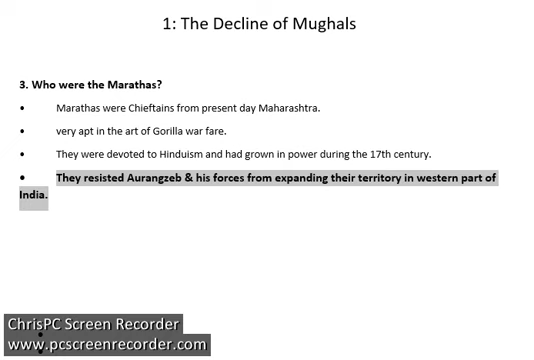 1: The Decline of Mughals
3. Who were the Marathas?
• Marathas were Chieftains from present day Maharashtra.
• very apt in the art of Gorilla war fare.
• They were devoted to Hinduism and had grown in power during the 17th century.
• They resisted Aurangzeb & his forces from expanding their territory in western part of
India.
ChrisPC Screen Recorder
www.pcscreenrecorder.com